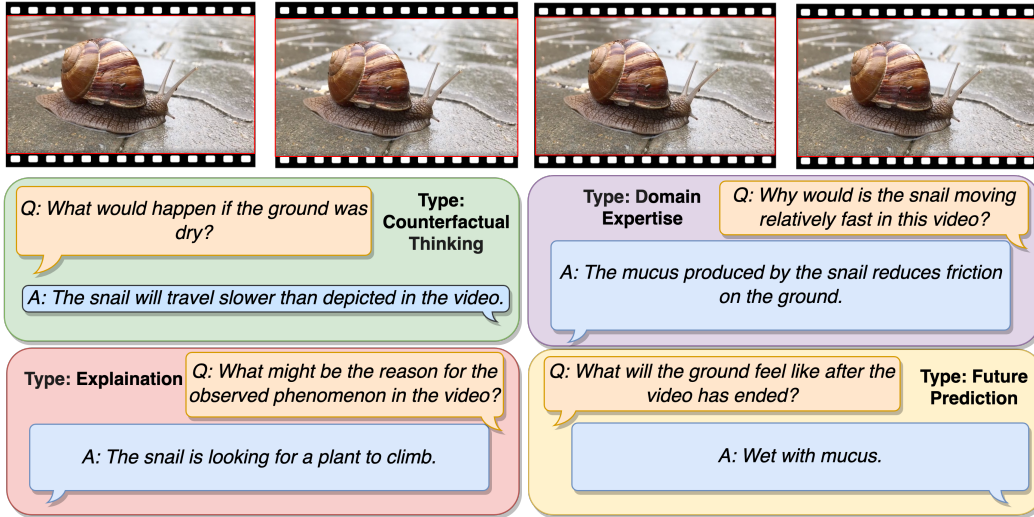 Q: What would happen if the ground was
dry?
Type:
Counterfactual
Thinking
A: The snail will travel slower than depicted in the video.
Type: Domain
Expertise
Q: Why would is the snail moving
relatively fast in this video?
A: The mucus produced by the snail reduces friction
on the ground.
Type: Explaination
Q: What might be the reason for the
observed phenomenon in the video?
A: The snail is looking for a plant to climb.
Q: What will the ground feel like after the
video has ended?
Type: Future
Prediction
A: Wet with mucus.